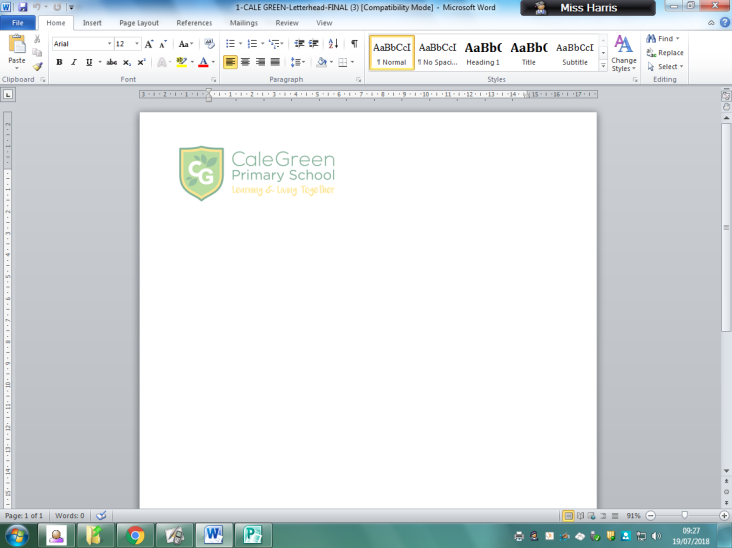 1-CALE GREEN-Letterhead-FINAL (3) [Compatibility Mode] - Microsoft Word
Miss Harris
File Home Insert Page Layout References Mailings Review View
Arial 12
Paste
B I U abc X₂ X²
AaBbCcI AaBbCcI AaBbC AaBbC AaBbCcI
¶ Normal ¶ No Spaci... Heading 1 Title Subtitle
Change Styles
Find
Replace
Select
Clipboard Font Paragraph Styles Editing
CG
CaleGreen
Primary School
Learning & Living Together
Page: 1 of 1 Words: 0 91%
09:27
19/07/2018